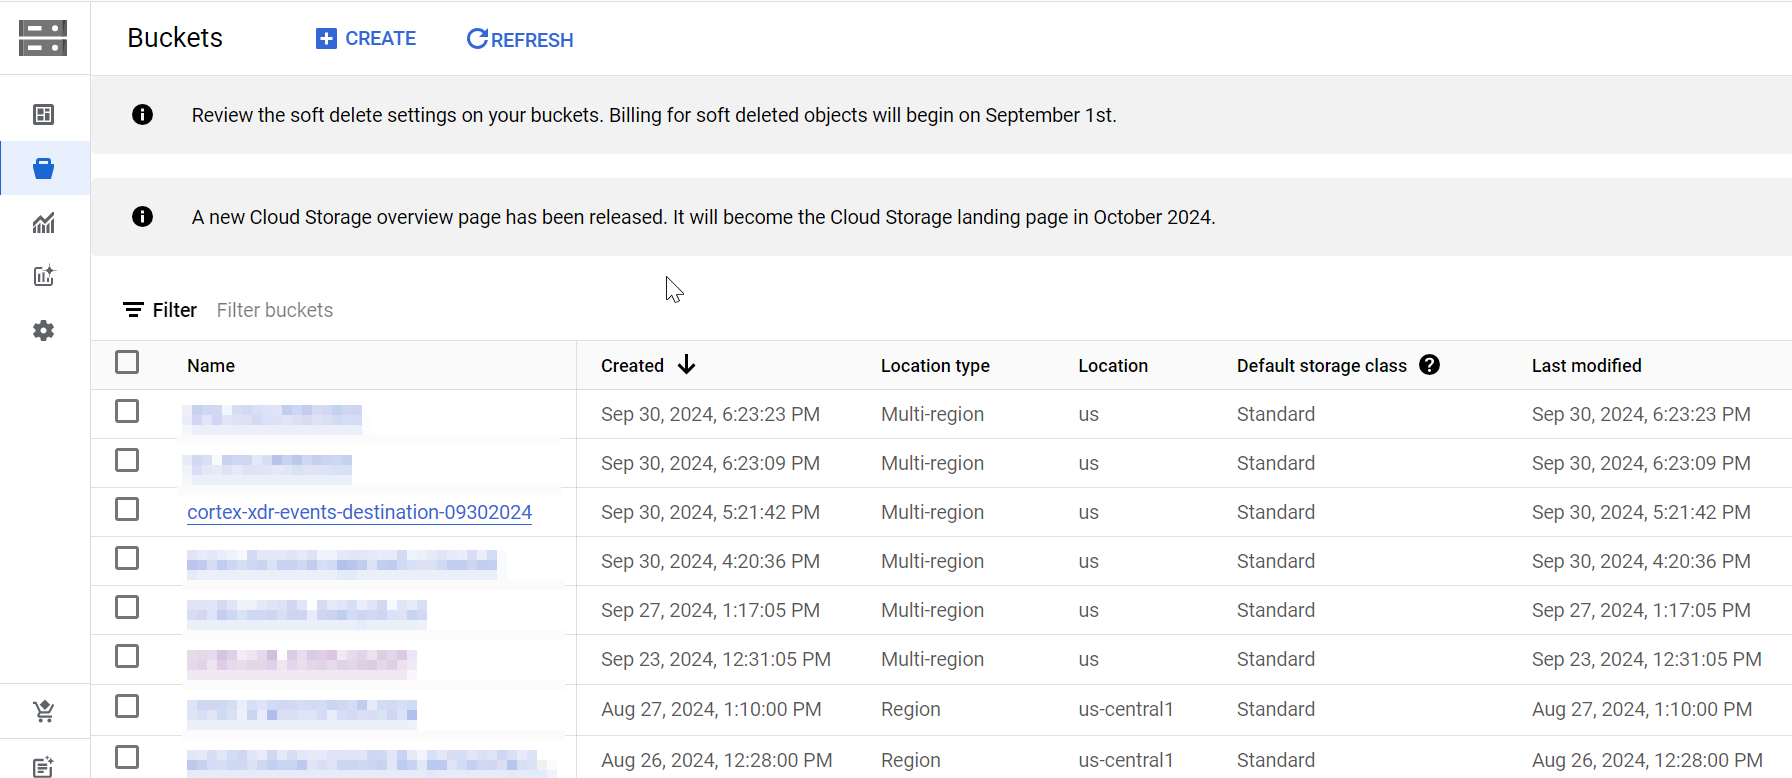 Buckets CREATE REFRESH
Review the soft delete settings on your buckets. Billing for soft deleted objects will begin on September 1st.
A new Cloud Storage overview page has been released. It will become the Cloud Storage landing page in October 2024.
Filter Filter buckets
Name Created Location type Location Default storage class Last modified
Sep 30, 2024, 6:23:23 PM Multi-region us Standard Sep 30, 2024, 6:23:23 PM
Sep 30, 2024, 6:23:09 PM Multi-region us Standard Sep 30, 2024, 6:23:09 PM
cortex-xdr-events-destination-09302024 Sep 30, 2024, 5:21:42 PM Multi-region us Standard Sep 30, 2024, 5:21:42 PM
Sep 30, 2024, 4:20:36 PM Multi-region us Standard Sep 30, 2024, 4:20:36 PM
Sep 27, 2024, 1:17:05 PM Multi-region us Standard Sep 27, 2024, 1:17:05 PM
Sep 23, 2024, 12:31:05 PM Multi-region us Standard Sep 23, 2024, 12:31:05 PM
Aug 27, 2024, 1:10:00 PM Region us-central1 Standard Aug 27, 2024, 1:10:00 PM
Aug 26, 2024, 12:28:00 PM Region us-central1 Standard Aug 26, 2024, 12:28:00 PM